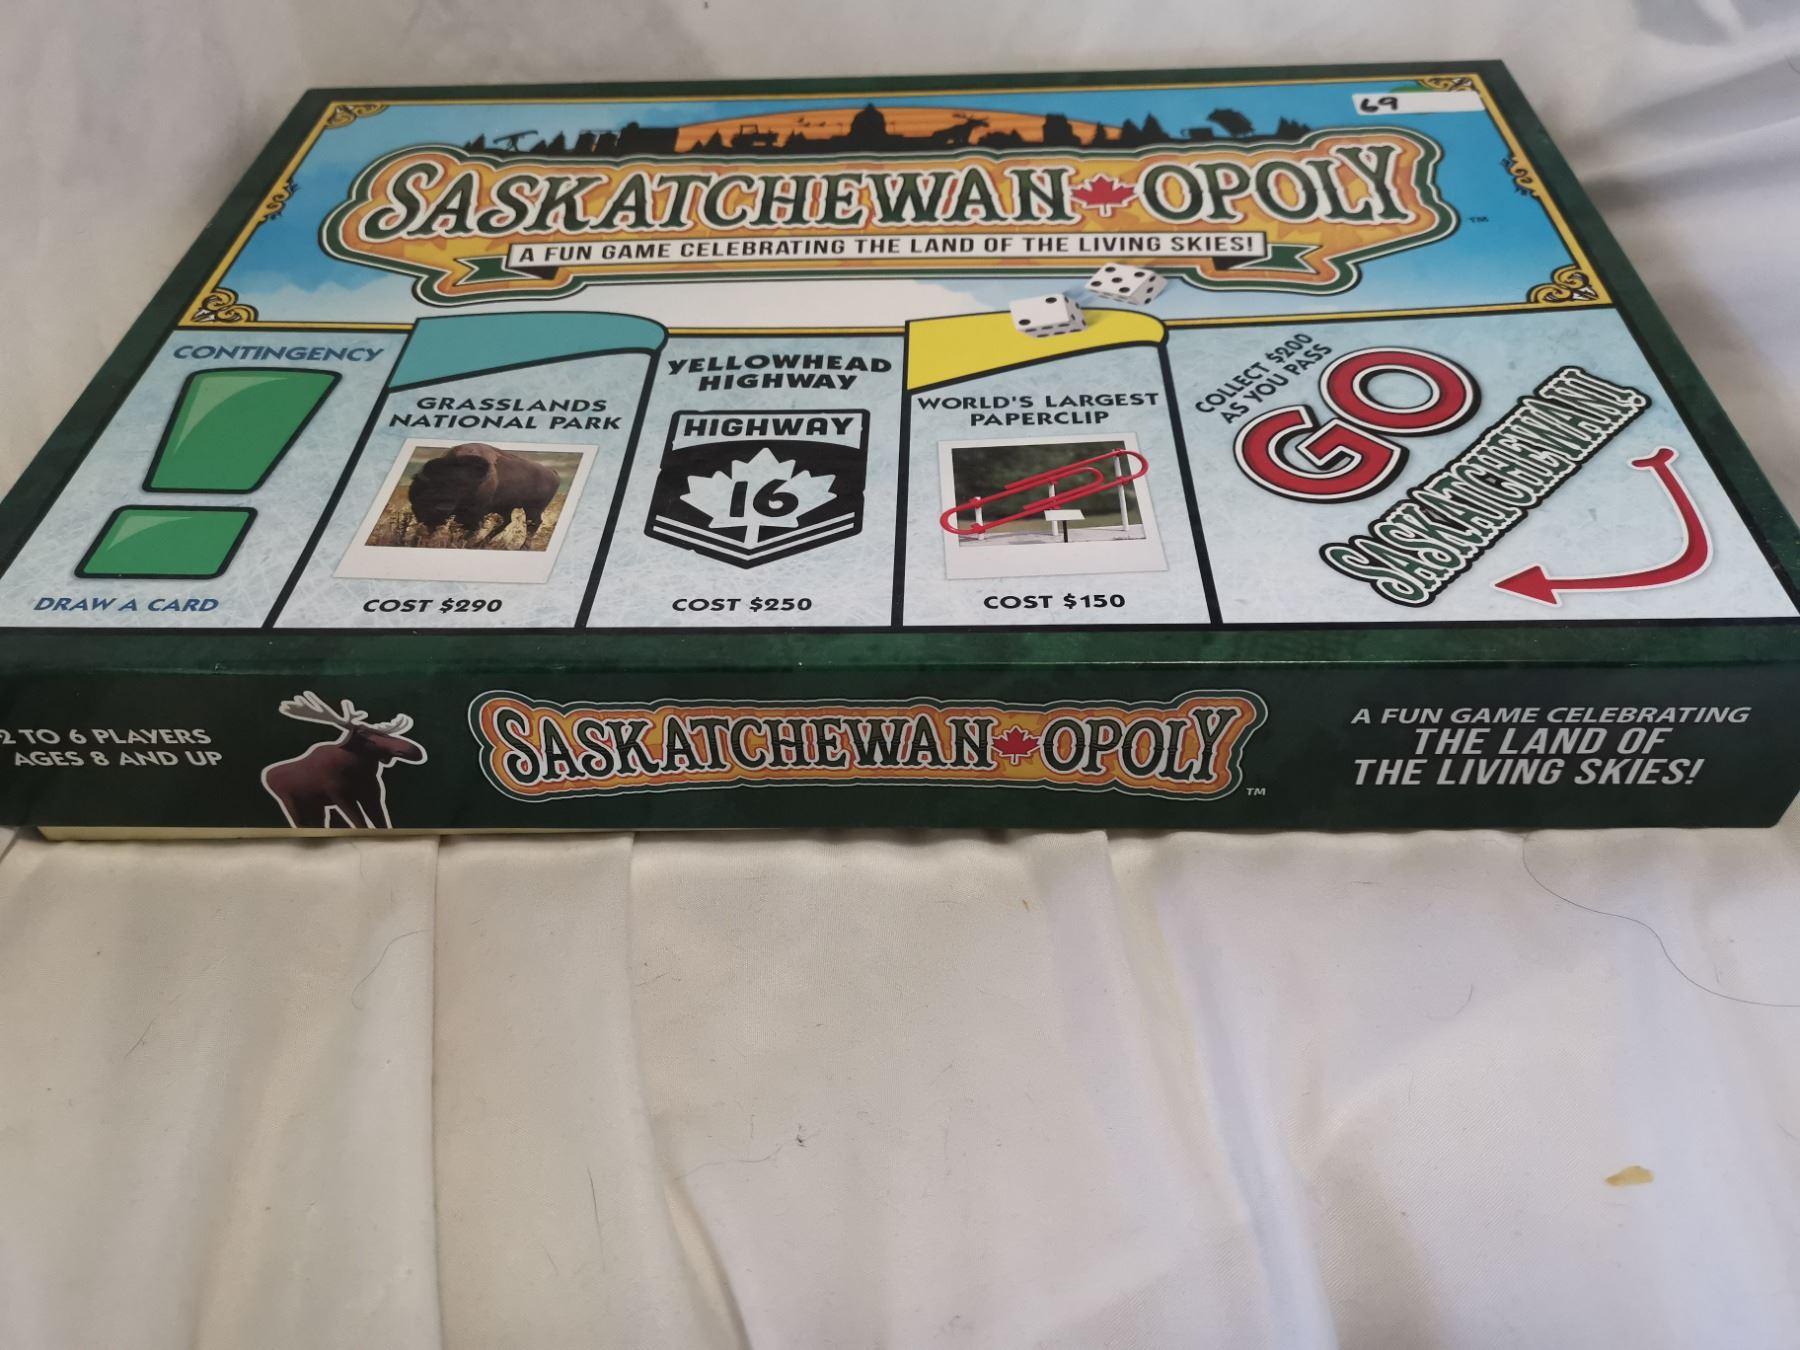 69
SASKATCHEWAN OPOLY
TM
A FUN GAME CELEBRATING THE LAND OF THE LIVING SKIES!
CONTINGENCY
DRAW A CARD
GRASSLANDS
NATIONAL PARK
COST $290
YELLOWHEAD
HIGHWAY
HIGHWAY
16
COST $250
WORLD'S LARGEST
PAPERCLIP
COST $150
COLLECT $200
AS YOU PASS
GO
SASKATCHEWAN!
2 TO 6 PLAYERS
AGES 8 AND UP
SASKATCHEWAN OPOLY
TM
A FUN GAME CELEBRATING
THE LAND OF
THE LIVING SKIES!